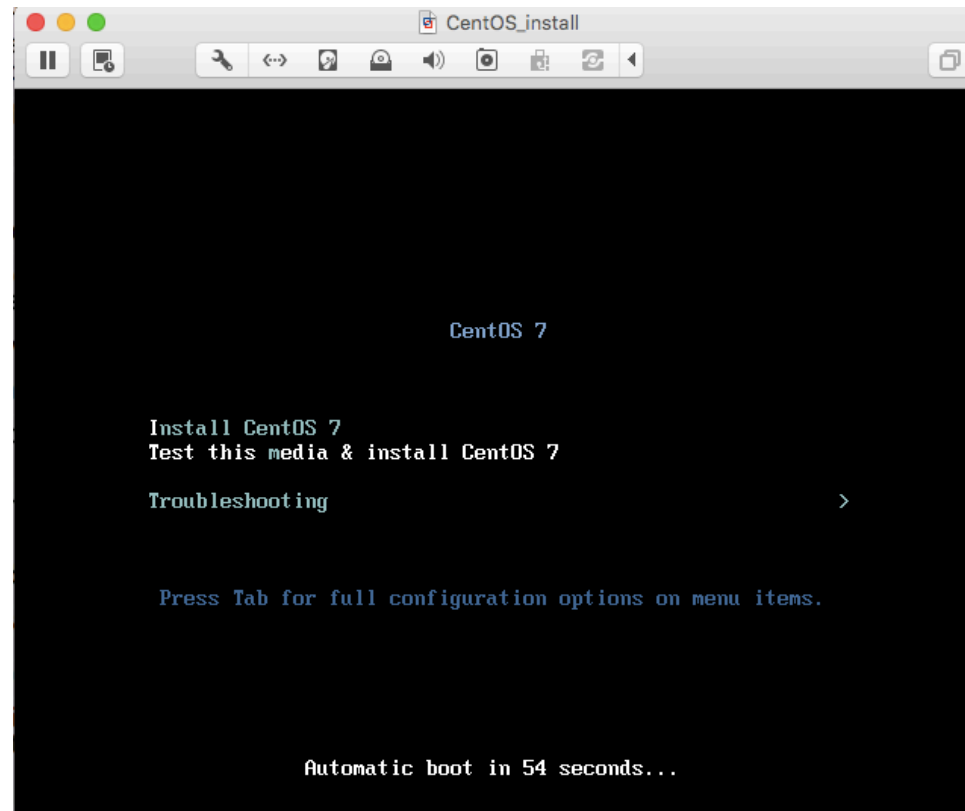 CentOS_install
CentOS 7
Install CentOS 7
Test this media & install CentOS 7
Troubleshooting >
Press Tab for full configuration options on menu items.
Automatic boot in 54 seconds...